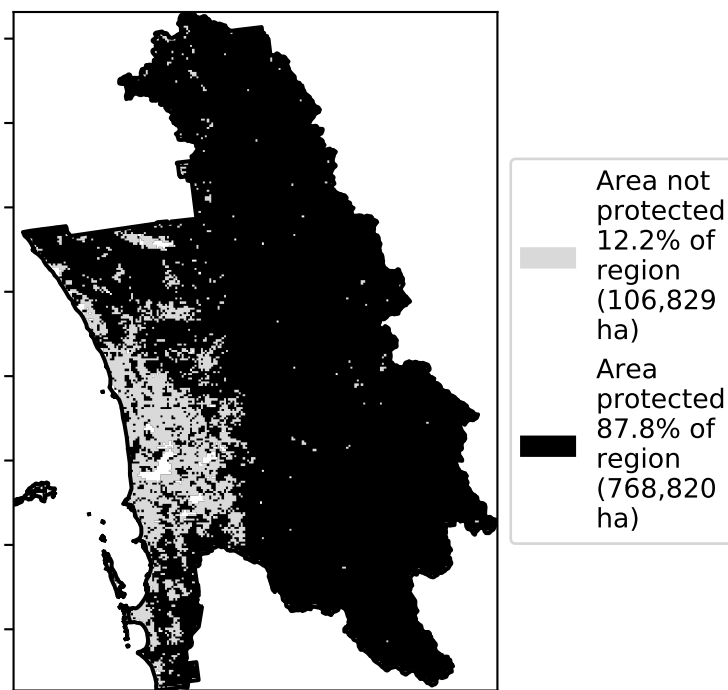 Area not
protected
12.2% of
region
(106,829
ha)
Area
protected
87.8% of
region
(768,820
ha)